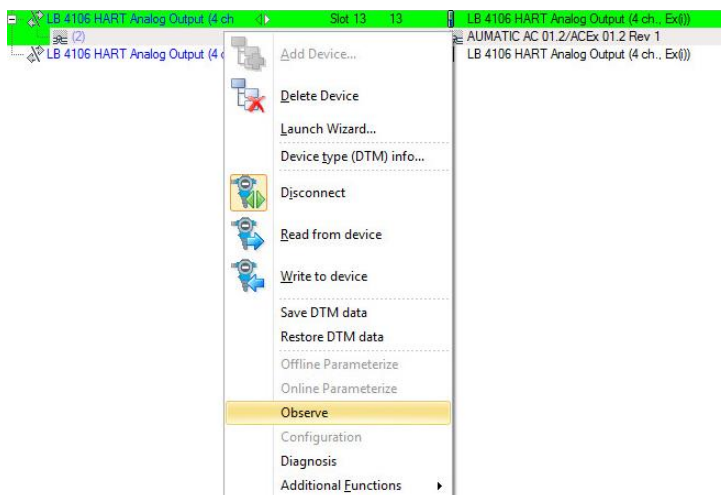 LB 4106 HART Analog Output (4 ch Slot 13 13 LB 4106 HART Analog Output (4 ch., Ex(i))
(2) AUMATIC AC 01.2/ACEx 01.2 Rev 1
LB 4106 HART Analog Output (4 c LB 4106 HART Analog Output (4 ch., Ex(i))
Add Device...
Delete Device
Launch Wizard...
Device type (DTM) info...
Disconnect
Read from device
Write to device
Save DTM data
Restore DTM data
Offline Parameterize
Online Parameterize
Observe
Configuration
Diagnosis
Additional Functions